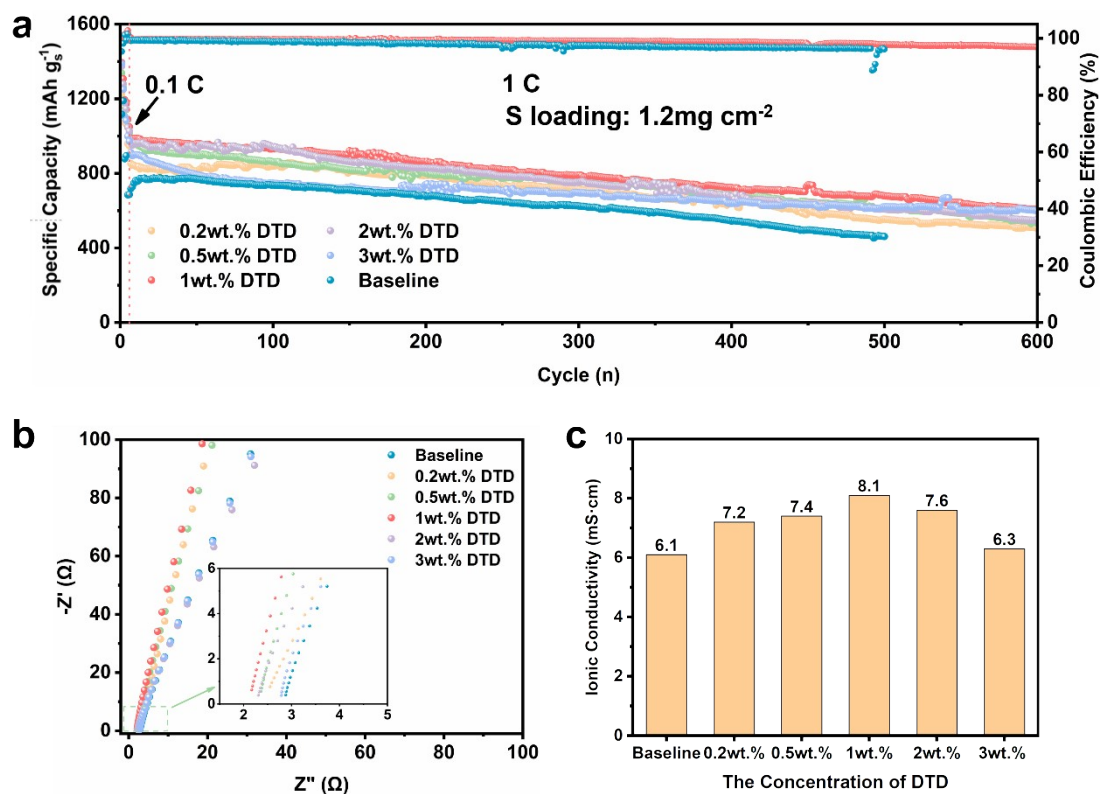 a
Specific Capacity (mAh gs-1)
1600
1200
800
400
0
0.1 C
1 C
S loading: 1.2mg cm-2
0.2wt.% DTD
0.5wt.% DTD
1wt.% DTD
2wt.% DTD
3wt.% DTD
Baseline
100
80
60
40
20
0
Coulombic Efficiency (%)
0 100 200 300 400 500 600
Cycle (n)
b
-Z' (Ω)
100
80
60
40
20
0
Baseline
0.2wt.% DTD
0.5wt.% DTD
1wt.% DTD
2wt.% DTD
3wt.% DTD
6
4
2
0
2 3 4 5
0 20 40 60 80 100
Z" (Ω)
c
Ionic Conductivity (mS·cm)
10
8
6
4
2
0
6.1
7.2
7.4
8.1
7.6
6.3
Baseline 0.2wt.% 0.5wt.% 1wt.% 2wt.% 3wt.%
The Concentration of DTD